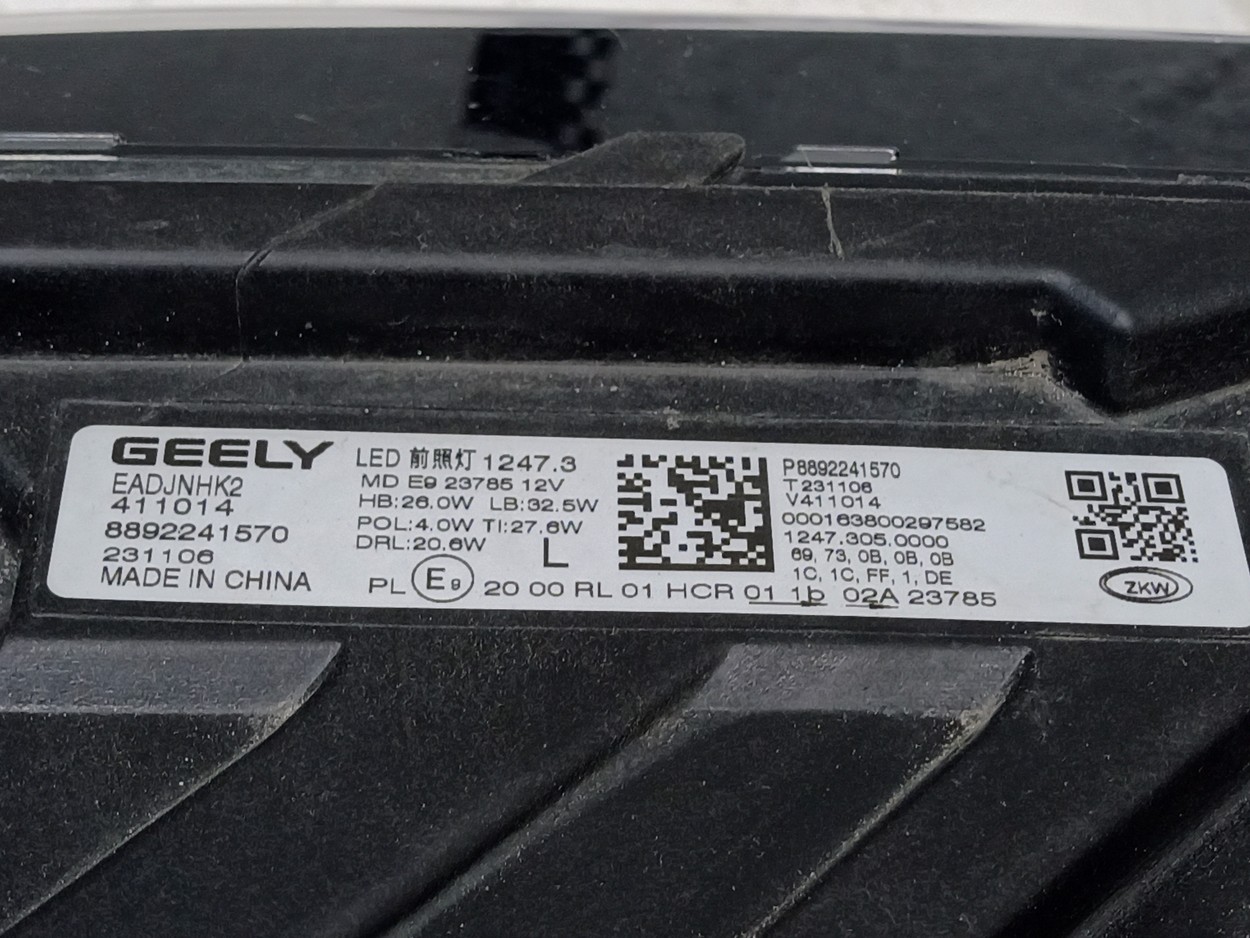 GEELY
EADJNHK2
411014
8892241570
231106
MADE IN CHINA
LED 前照灯 1247.3
MD E9 23785 12V
HB:26.0W LB:32.5W
POL:4.0W TI:27.6W
DRL:20.6W
L
PL E9 20 00 RL 01 HCR 01 1b 02A 23785
P8892241570
T231106
V411014
000163800297582
1247.305.0000
69, 73, 0B, 0B, 0B
1C, 1C, FF, 1, DE
ZKW